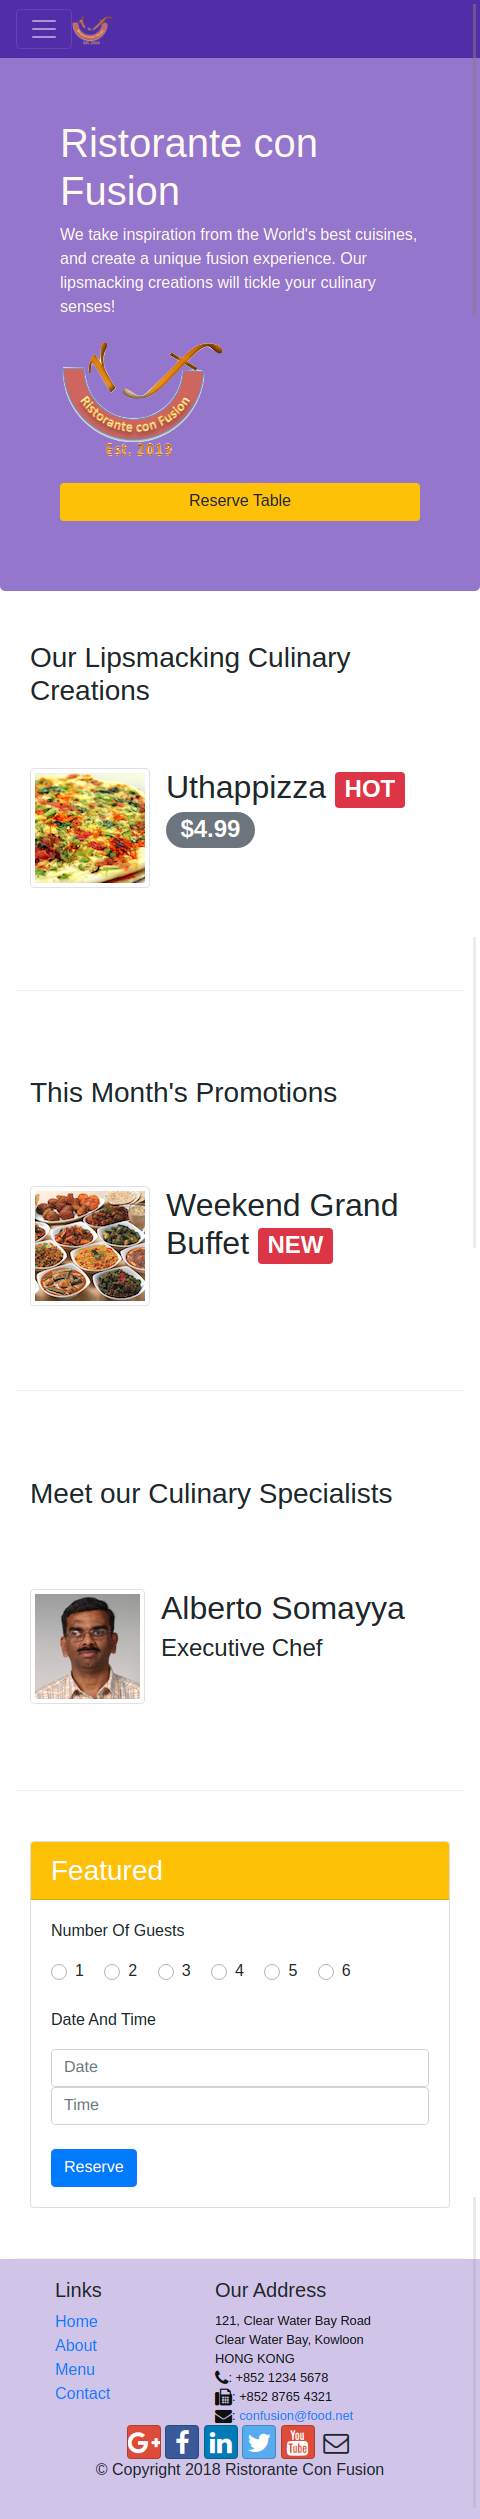 Ristorante con
Fusion
We take inspiration from the World's best cuisines,
and create a unique fusion experience. Our
lipsmacking creations will tickle your culinary
senses!
Ristorante con Fusion
Est. 2013
Reserve Table
Our Lipsmacking Culinary
Creations
Uthappizza HOT
$4.99
This Month's Promotions
Weekend Grand
Buffet NEW
Meet our Culinary Specialists
Alberto Somayya
Executive Chef
Featured
Number Of Guests
1 2 3 4 5 6
Date And Time
Date
Time
Reserve
Links
Home
About
Menu
Contact
Our Address
121, Clear Water Bay Road
Clear Water Bay, Kowloon
HONG KONG
: +852 1234 5678
: +852 8765 4321
: confusion@food.net
G+ f in You Tube
© Copyright 2018 Ristorante Con Fusion